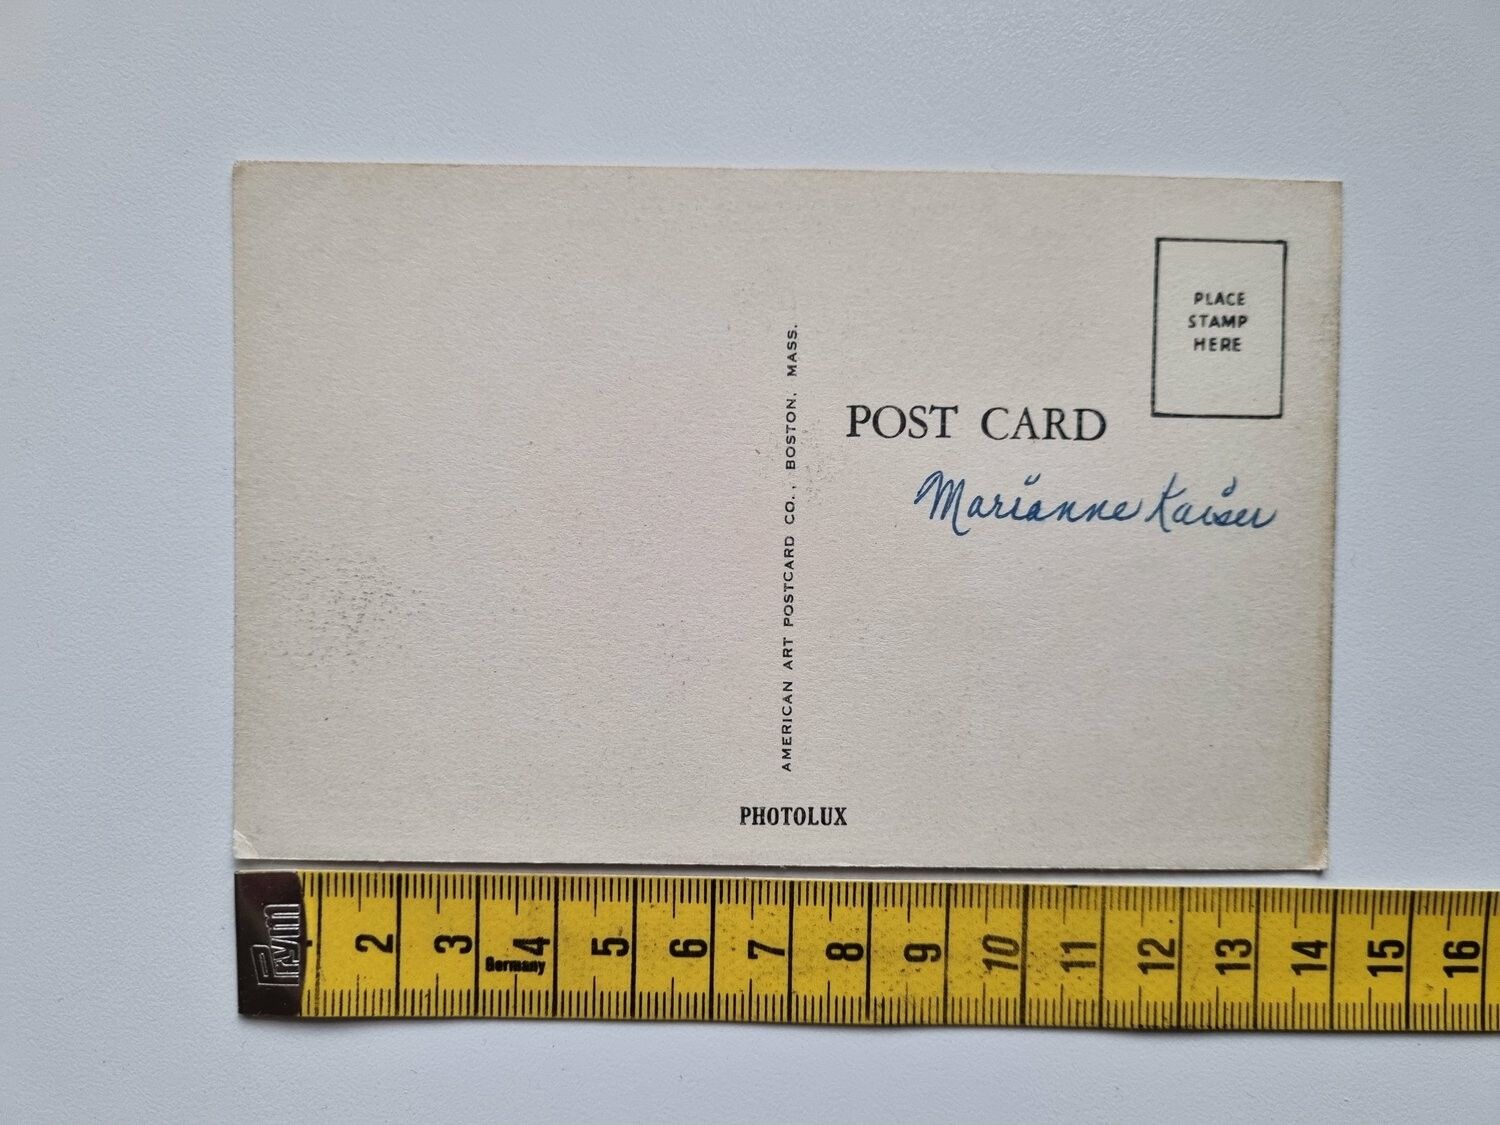 PLACE
STAMP
HERE
POST CARD
Marianne Kaiser
AMERICAN ART POSTCARD CO., BOSTON, MASS.
PHOTOLUX
Prym
2 3 4 5 6 7 8 9 10 11 12 13 14 15 16
Germany